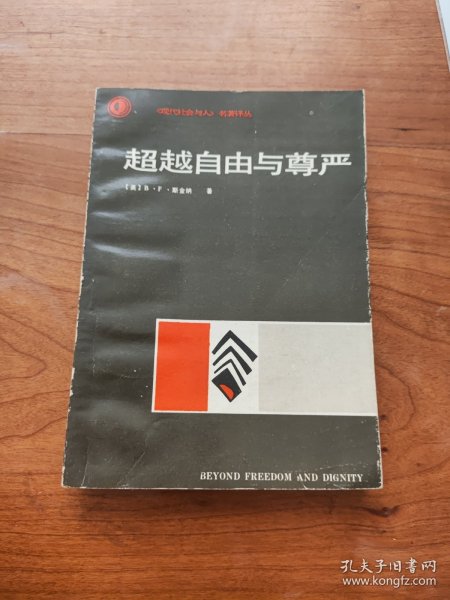 《现代社会与人》名著译丛
超越自由与尊严
〔美〕B·F·斯金纳 著
BEYOND FREEDOM AND DIGNITY
孔夫子旧书网
www.kongfz.com